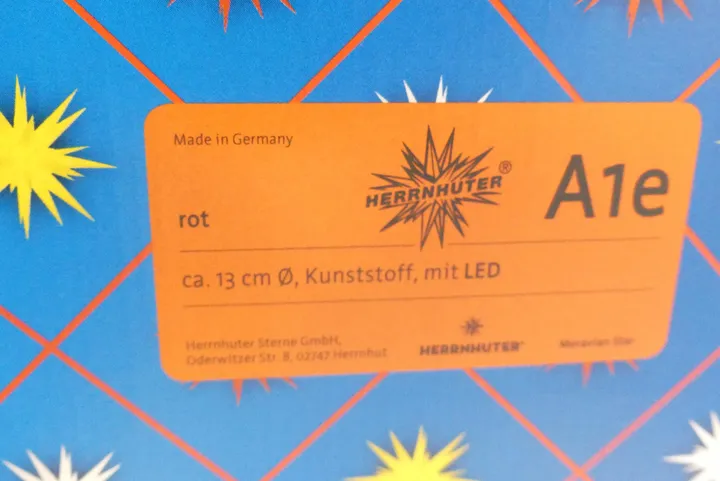 Made in Germany
HERRNHUTER®
A1e
rot
ca. 13 cm Ø, Kunststoff, mit LED
Herrnhuter Sterne GmbH,
Oderwitzer Str. 8, 02747 Herrnhut
HERRNHUTER®
Moravian Star